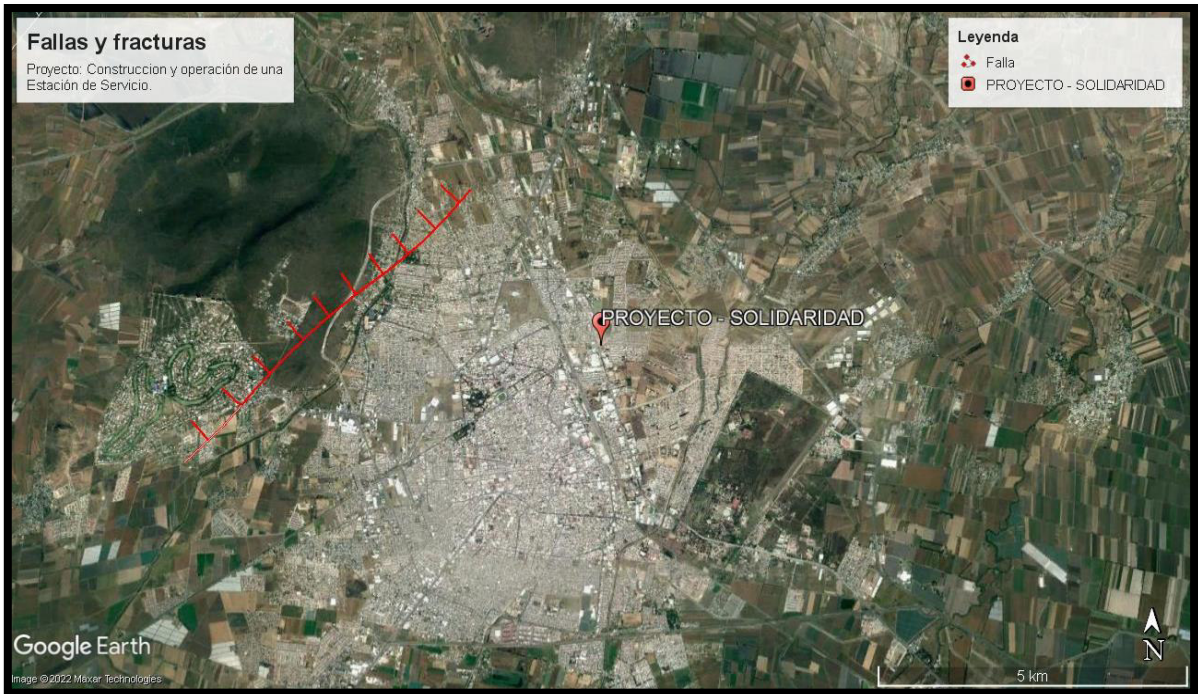 Fallas y fracturas
Proyecto: Construccion y operación de una
Estación de Servicio.
Leyenda
Falla
PROYECTO - SOLIDARIDAD
PROYECTO - SOLIDARIDAD
Google Earth
Image © 2022 Maxar Technologies
N
5 km